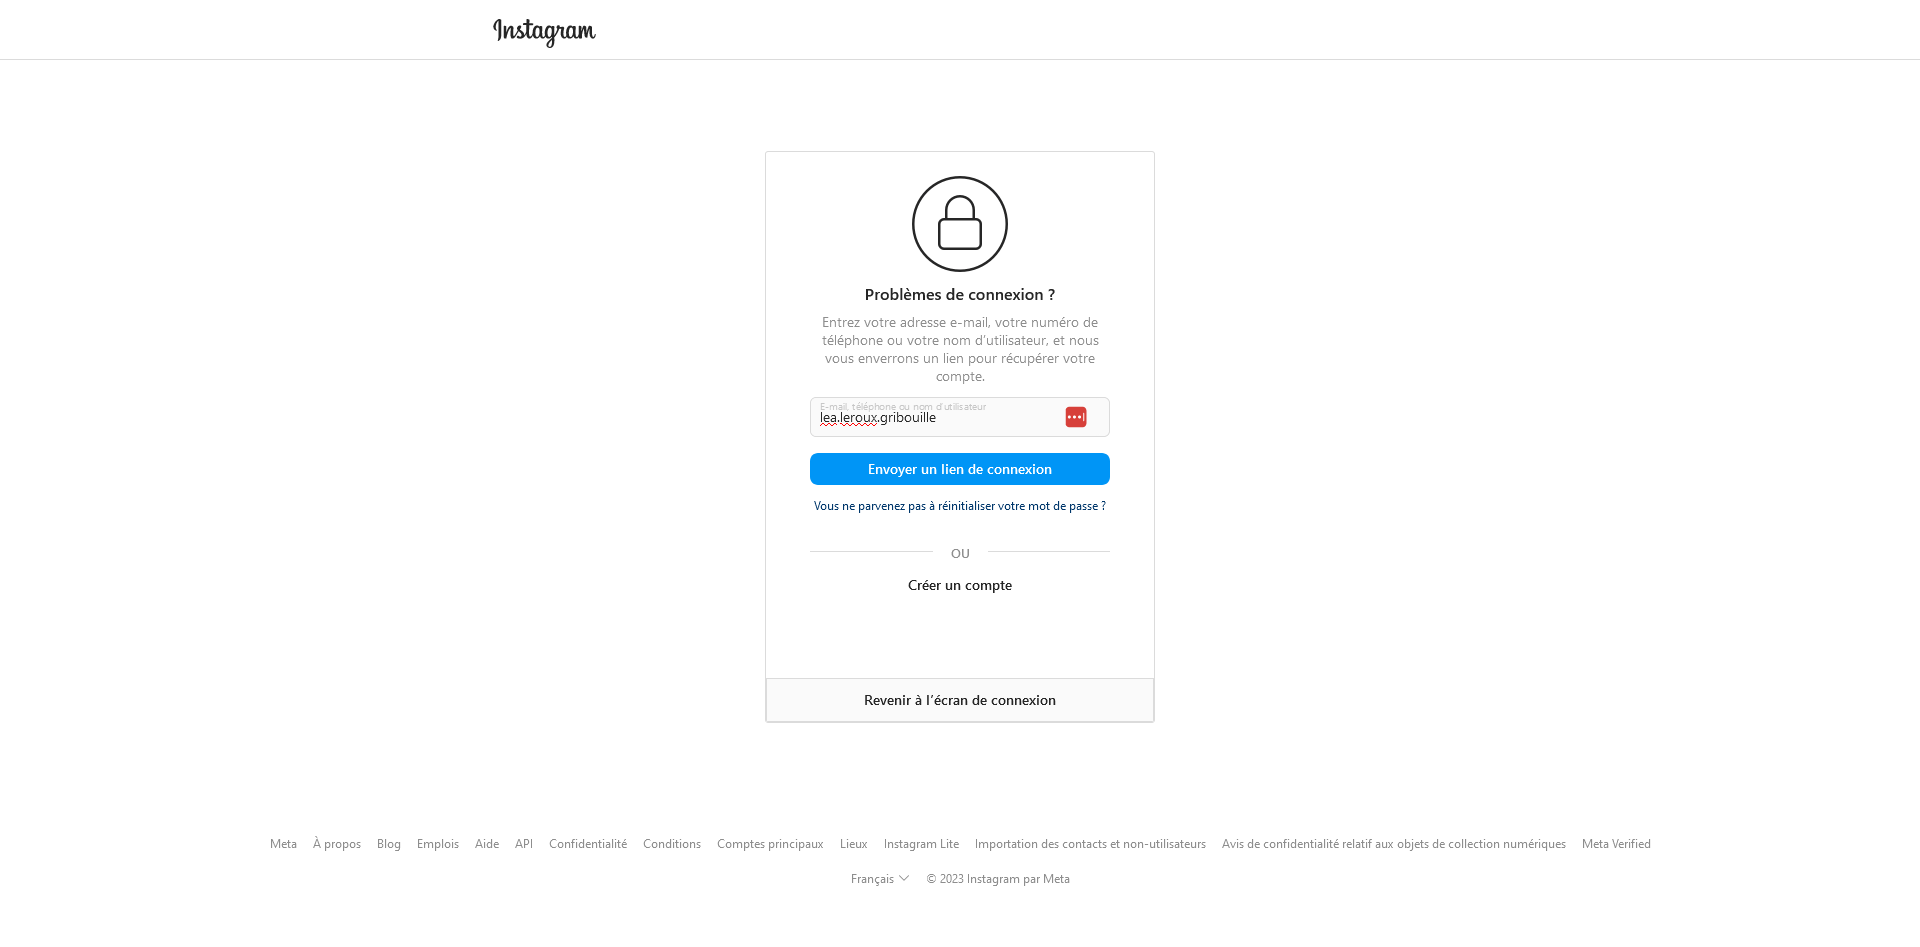 Instagram
Problèmes de connexion ?
Entrez votre adresse e-mail, votre numéro de
téléphone ou votre nom d’utilisateur, et nous
vous enverrons un lien pour récupérer votre
compte.
E-mail, téléphone ou nom d’utilisateur
lea.leroux.gribouille
Envoyer un lien de connexion
Vous ne parvenez pas à réinitialiser votre mot de passe ?
OU
Créer un compte
Revenir à l’écran de connexion
Meta À propos Blog Emplois Aide API Confidentialité Conditions Comptes principaux Lieux Instagram Lite Importation des contacts et non-utilisateurs Avis de confidentialité relatif aux objets de collection numériques Meta Verified
Français © 2023 Instagram par Meta